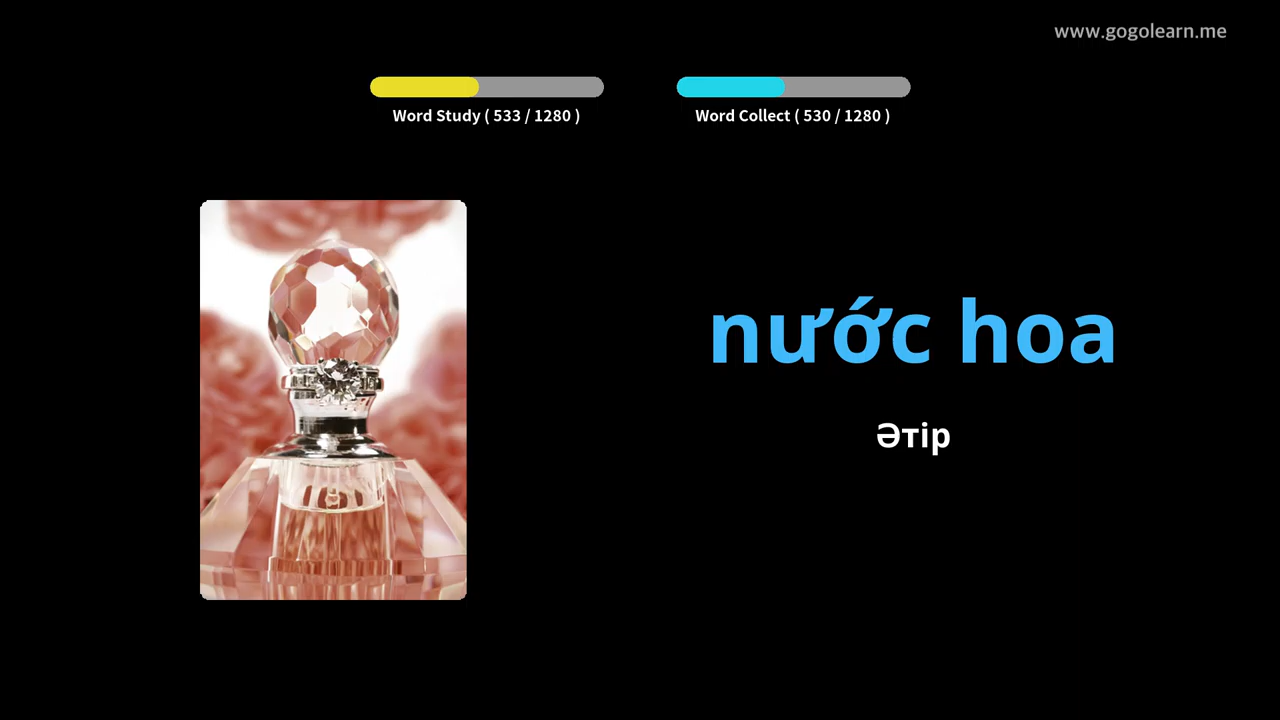 www.gogolearn.me
Word Study ( 533 / 1280 )
Word Collect ( 530 / 1280 )
nước hoa
Әтір